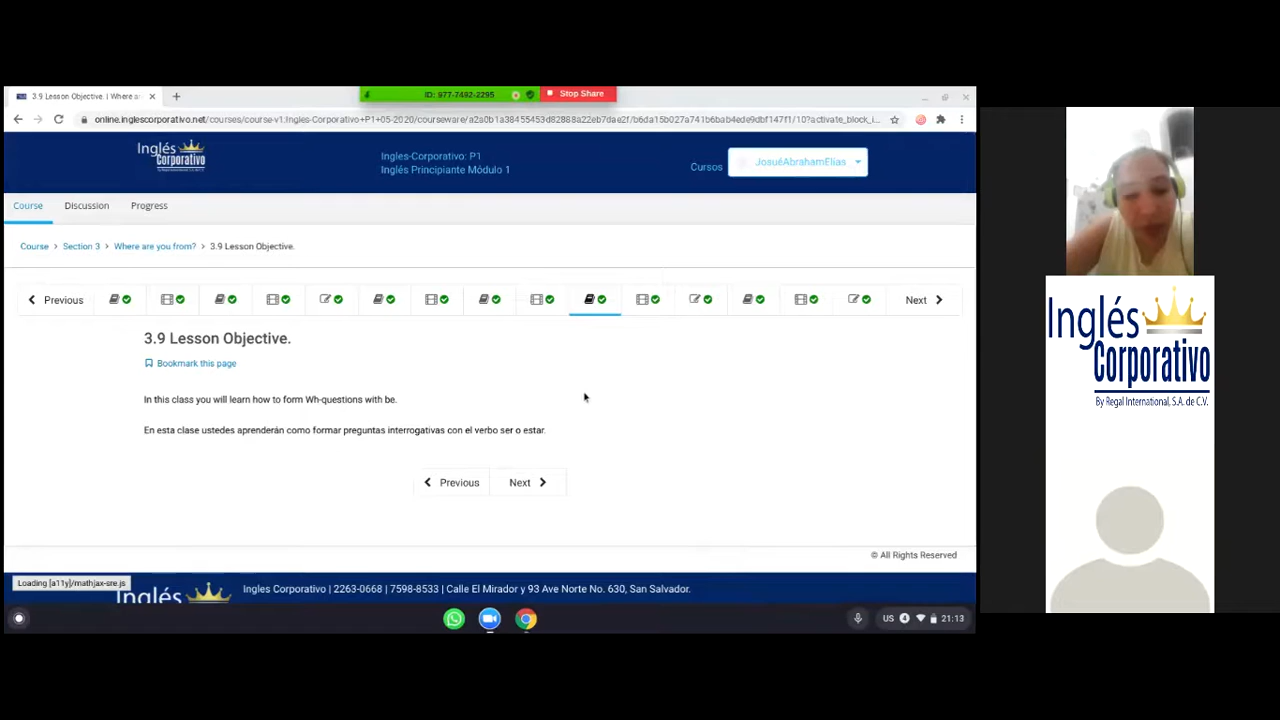 3.9 Lesson Objective. | Where a
ID: 977-7492-2295
Stop Share
online.inglescorporativo.net/courses/course-v1:Ingles-Corporativo+P1+05-2020/courseware/a2a0b1a38455453d82888a22eb7dae2f/b6da15b027a741b6bab4ede9dbf147f1/10?activate_block_i...
Inglés
Corporativo
Ingles-Corporativo: P1
Inglés Principiante Módulo 1
Cursos
JosuéAbrahamElias
Course
Discussion
Progress
Course > Section 3 > Where are you from? > 3.9 Lesson Objective.
Previous
Next
3.9 Lesson Objective.
Bookmark this page
In this class you will learn how to form Wh-questions with be.
En esta clase ustedes aprenderán como formar preguntas interrogativas con el verbo ser o estar.
Previous
Next
© All Rights Reserved
Loading [a11y]/mathjax-sre.js
Inglés
Ingles Corporativo | 2263-0668 | 7598-8533 | Calle El Mirador y 93 Ave Norte No. 630, San Salvador.
US
4
21:13
Inglés
Corporativo
By Regal International, S.A. de C.V.